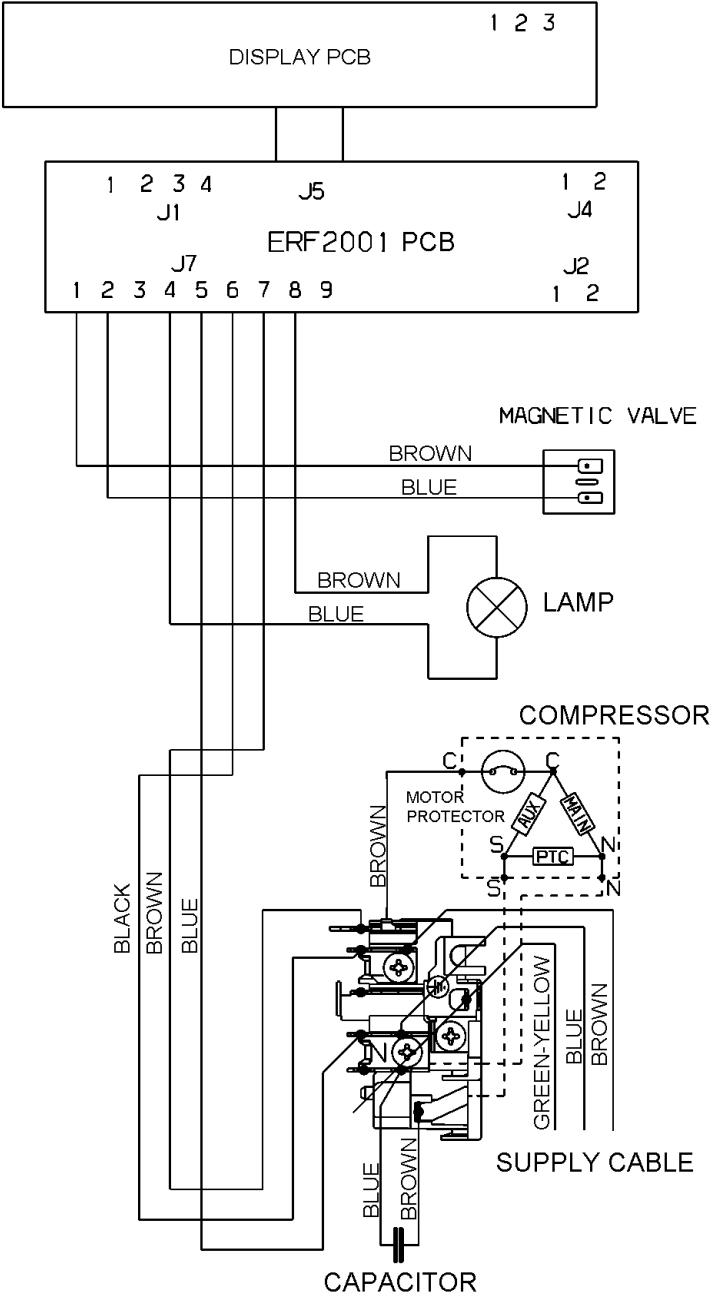 1 2 3
DISPLAY PCB
1 2 3 4
J1
J5
1 2
J4
ERF2001 PCB
J7
J2
1 2 3 4 5 6 7 8 9
1 2
MAGNETIC VALVE
BROWN
BLUE
BROWN
BLUE
LAMP
COMPRESSOR
C
C
MOTOR
PROTECTOR
AUX
MAIN
S
PTC
N
S
N
BROWN
BLACK
BROWN
BLUE
N
GREEN-YELLOW
BLUE
BROWN
SUPPLY CABLE
BLUE
BROWN
CAPACITOR